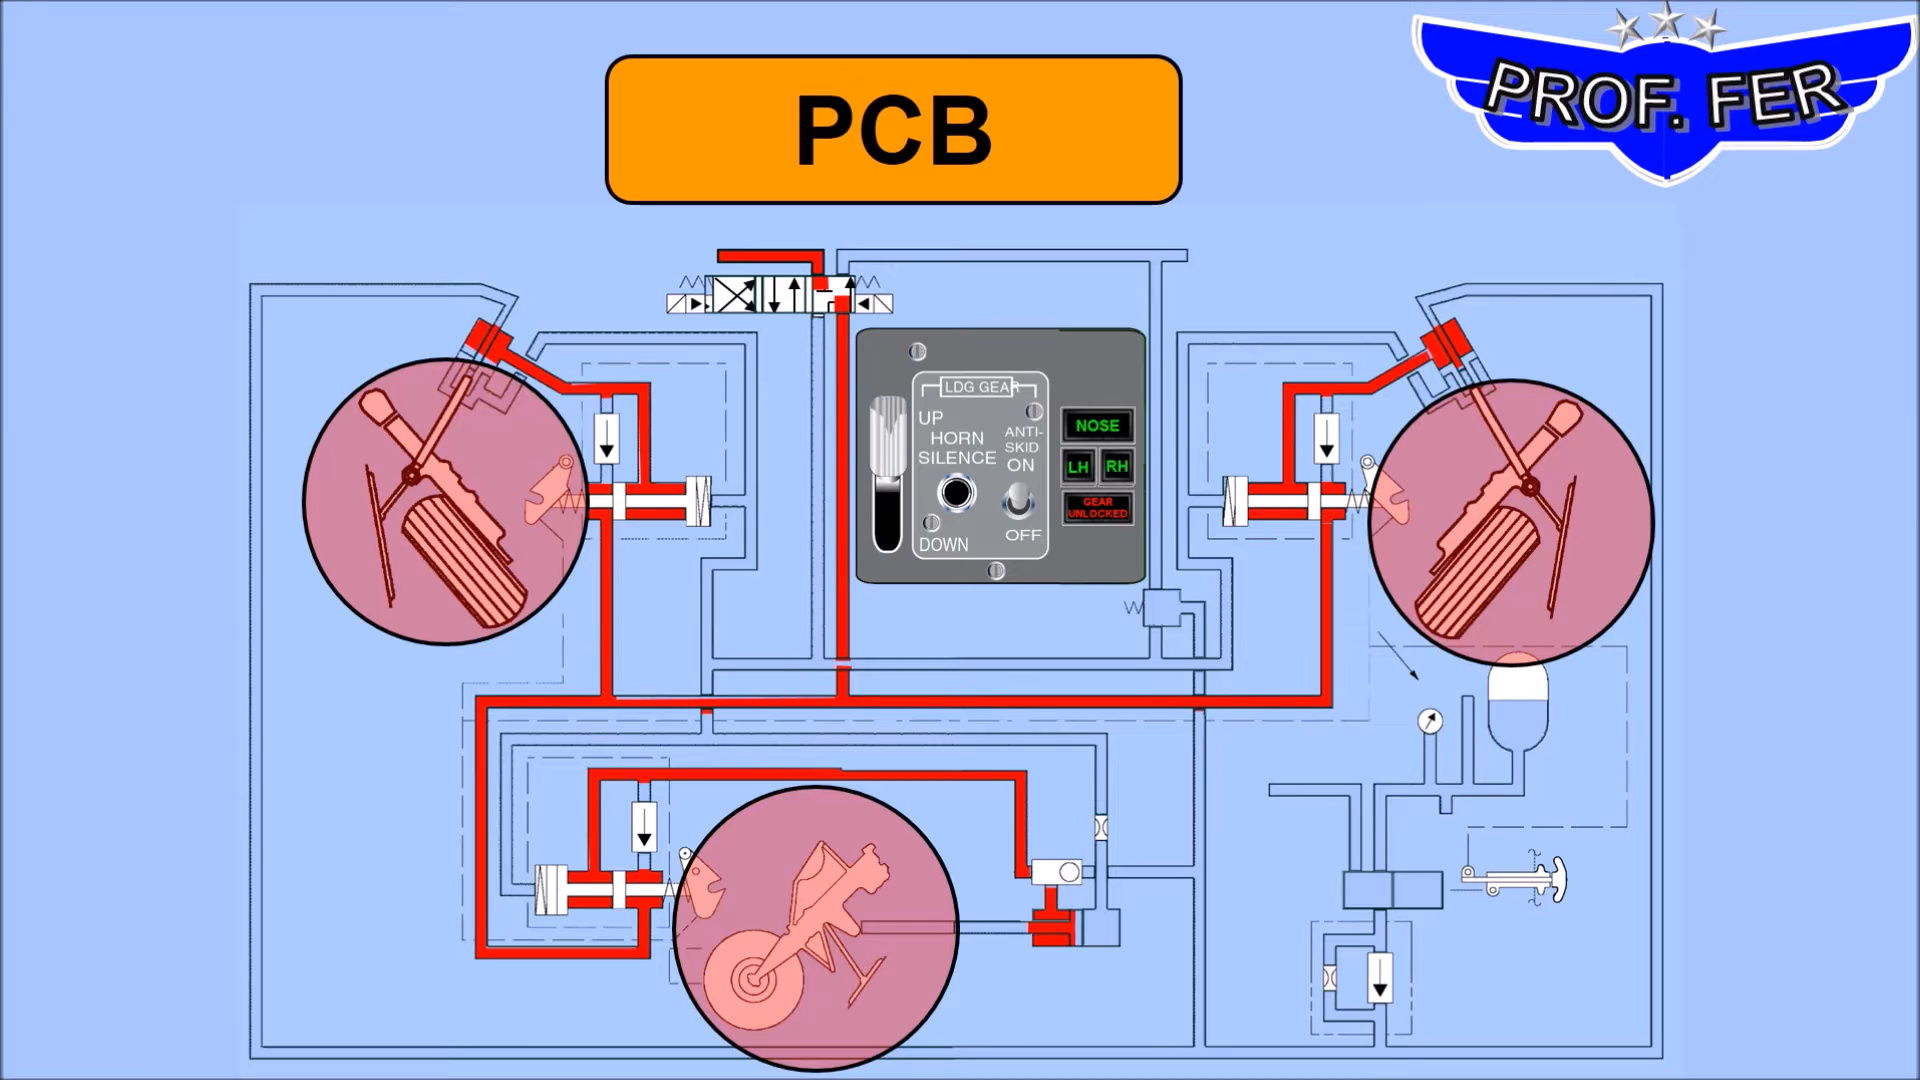 PCB
PROF. FER
LDG GEAR
UP
HORN
SILENCE
ANTI-
SKID
ON
OFF
DOWN
NOSE
LH
RH
GEAR
UNLOCKED